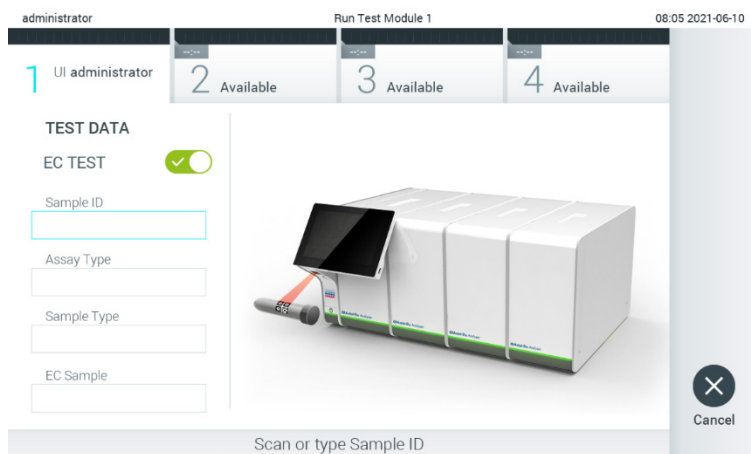 administrator Run Test Module 1 08:05 2021-06-10
--:-- --:-- --:--
1 UI administrator 2 Available 3 Available 4 Available
TEST DATA
EC TEST
Sample ID
Assay Type
Sample Type
EC Sample
Cancel
Scan or type Sample ID